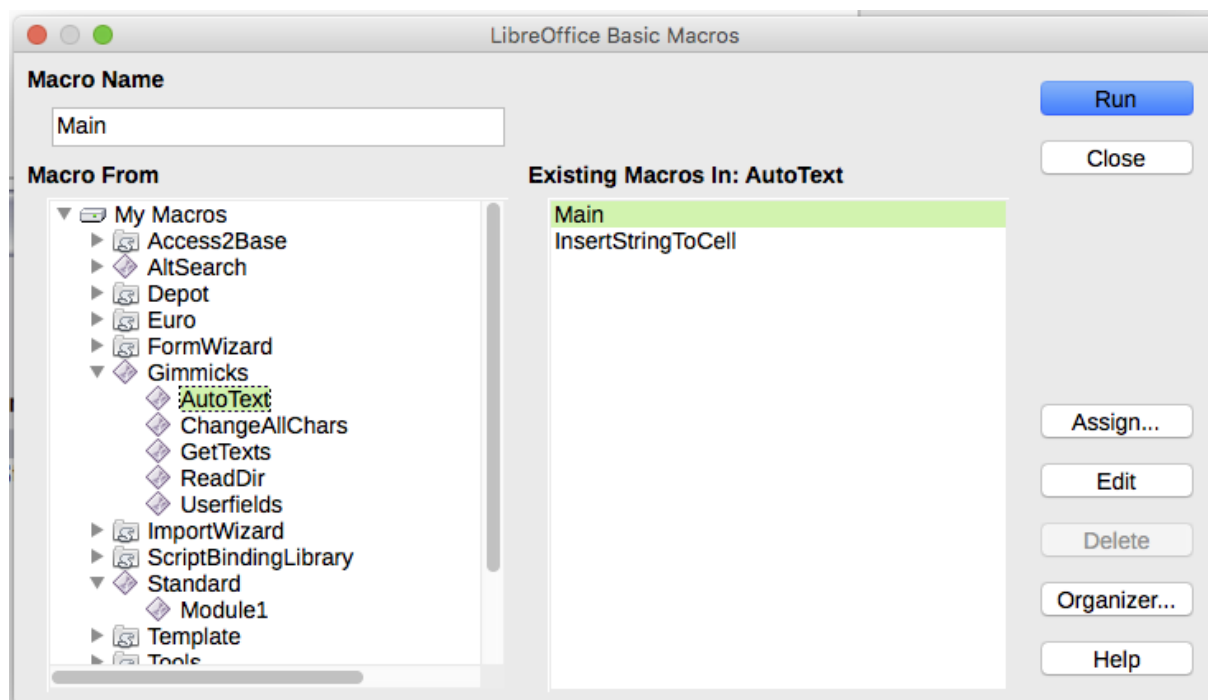 LibreOffice Basic Macros
Macro Name
Main
Macro From
My Macros
Access2Base
AltSearch
Depot
Euro
FormWizard
Gimmicks
AutoText
ChangeAllChars
GetTexts
ReadDir
Userfields
ImportWizard
ScriptBindingLibrary
Standard
Module1
Template
Tools
Existing Macros In: AutoText
Main
InsertStringToCell
Run
Close
Assign...
Edit
Delete
Organizer...
Help